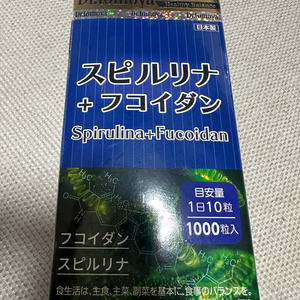 Healthy Balance
日本製
スピルリナ
+フコイダン
Spirulina+Fucoidan
目安量
1日10粒
1000粒入
フコイダン
スピルリナ
食生活は、主食、主菜、副菜を基本に、食事のバランスを。